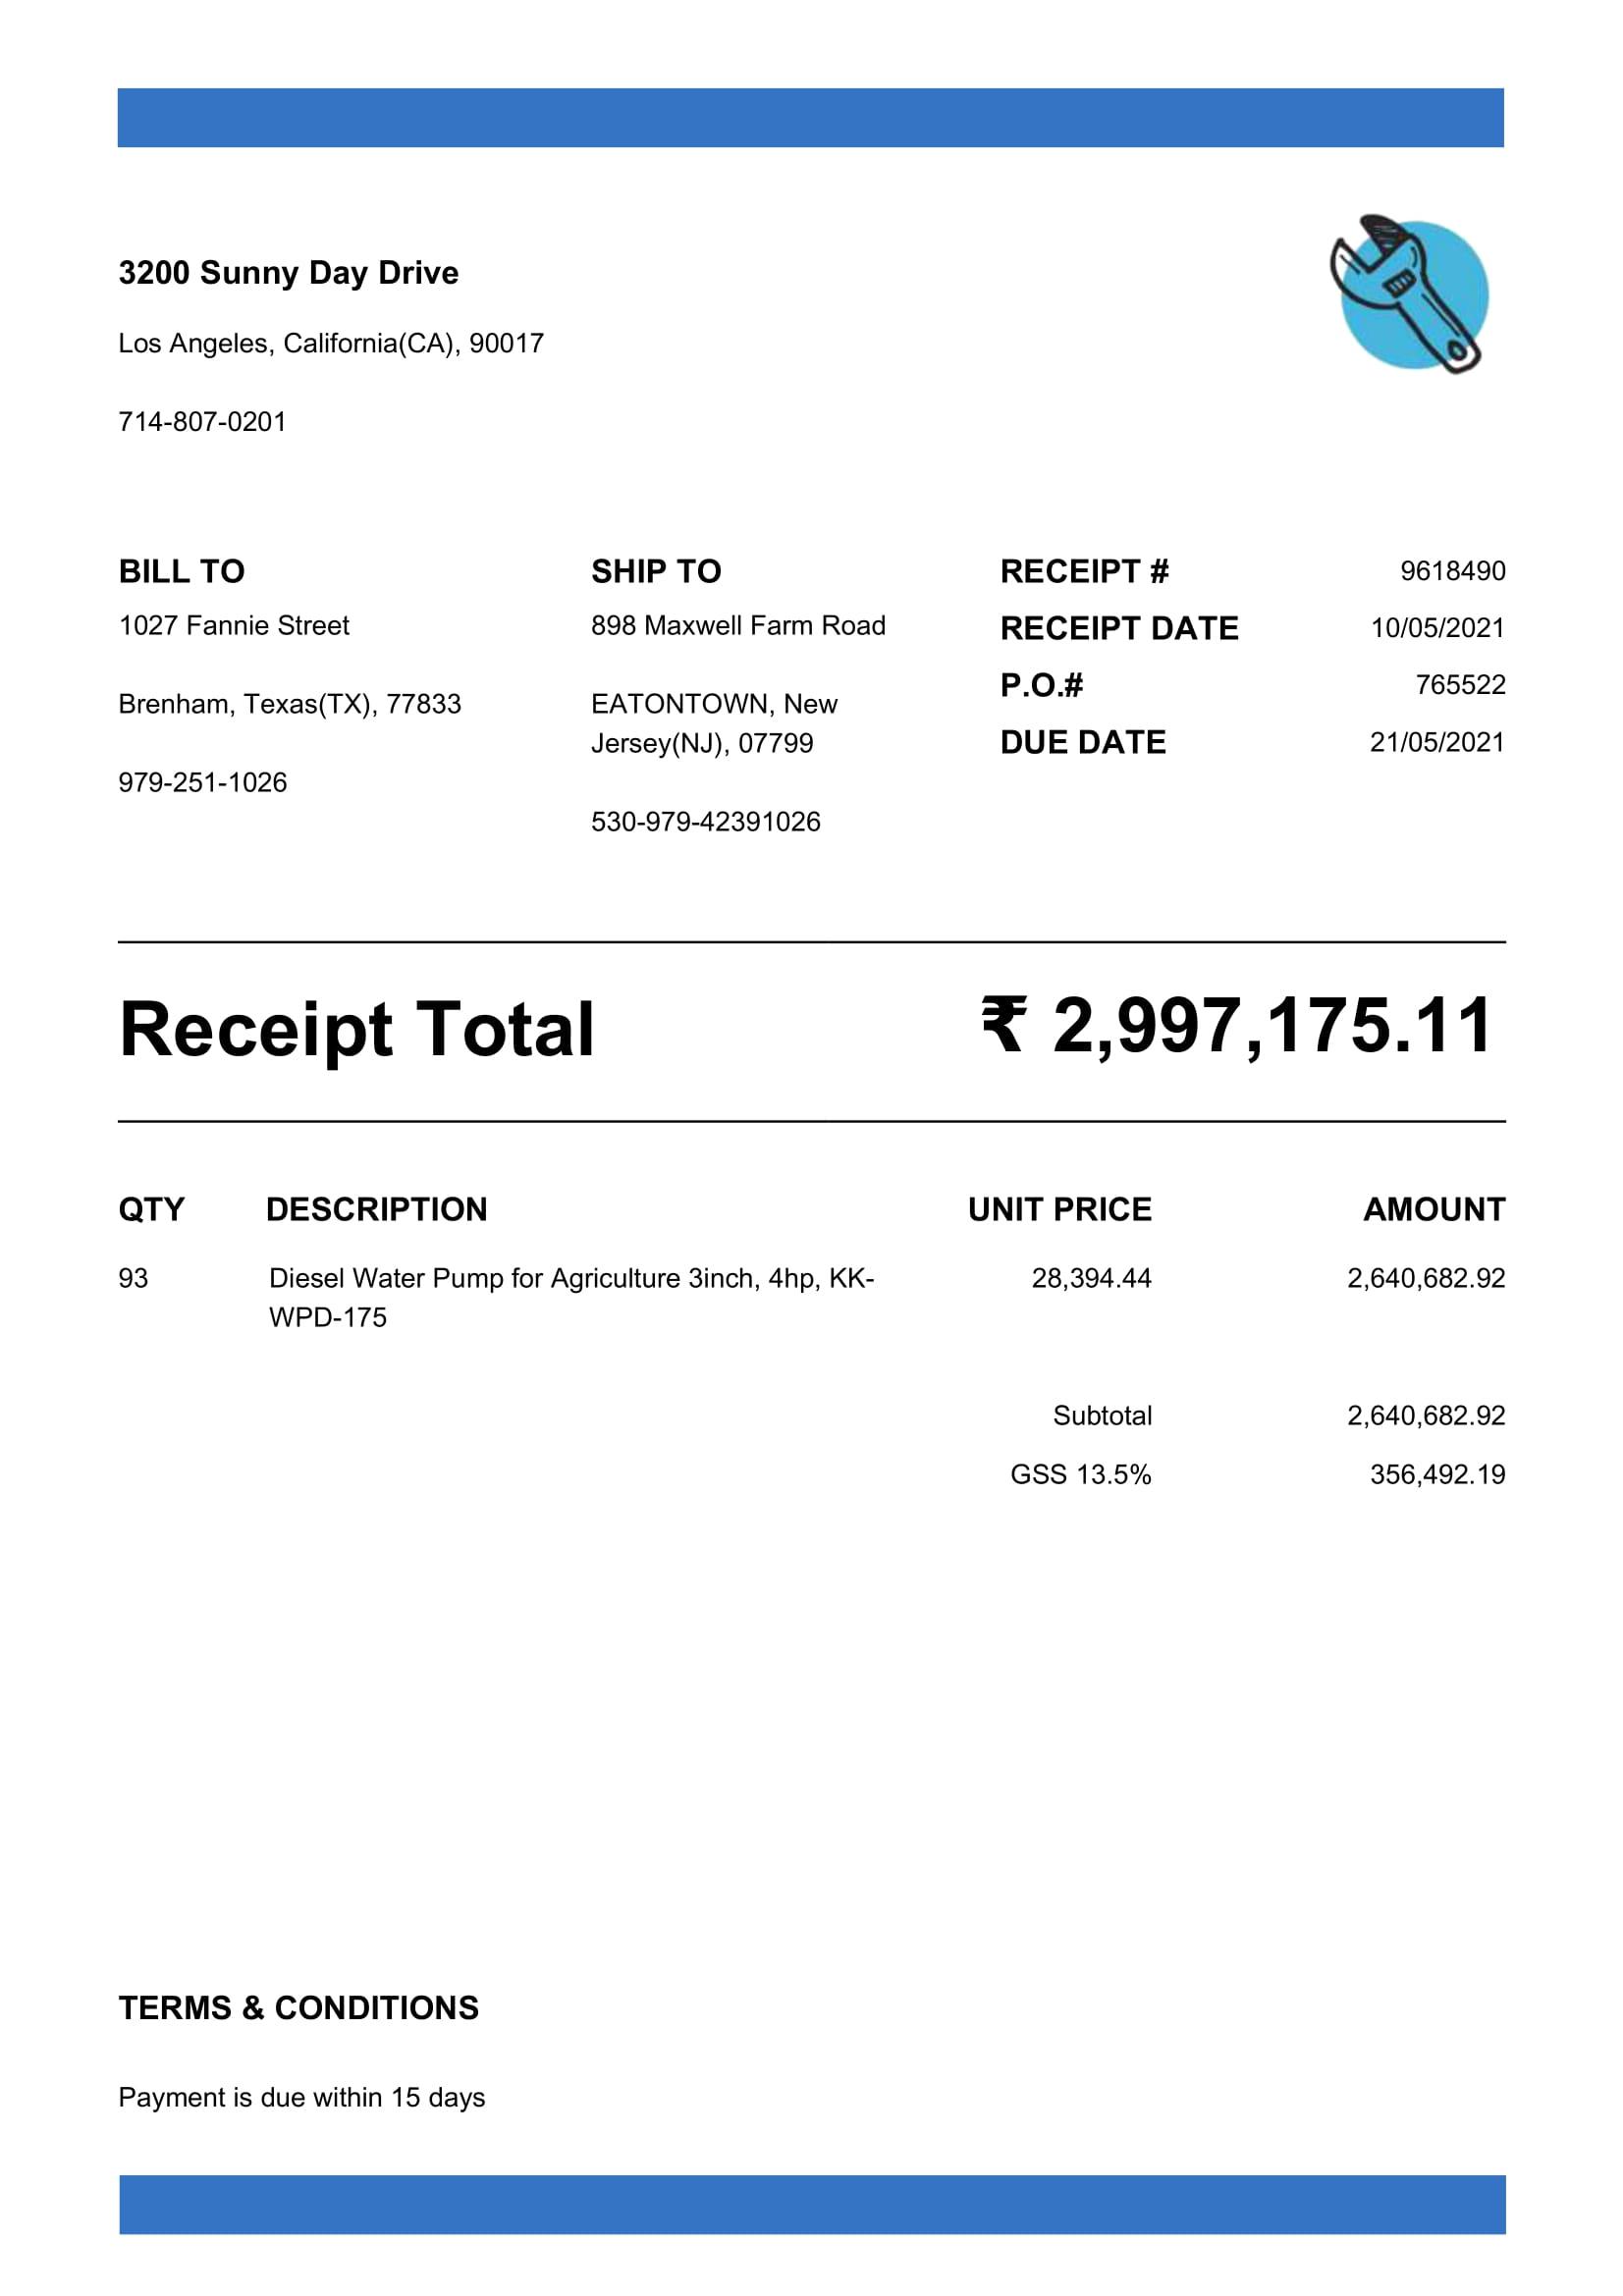 3200 Sunny Day Drive
Los Angeles, California(CA), 90017
714-807-0201
BILL TO
1027 Fannie Street
Brenham, Texas(TX), 77833
979-251-1026
SHIP TO
898 Maxwell Farm Road
EATONTOWN, New
Jersey(NJ), 07799
530-979-42391026
RECEIPT # 9618490
RECEIPT DATE 10/05/2021
P.O.# 765522
DUE DATE 21/05/2021
Receipt Total ₹ 2,997,175.11
QTY DESCRIPTION UNIT PRICE AMOUNT
93 Diesel Water Pump for Agriculture 3inch, 4hp, KK- 28,394.44 2,640,682.92
WPD-175
Subtotal 2,640,682.92
GSS 13.5% 356,492.19
TERMS & CONDITIONS
Payment is due within 15 days